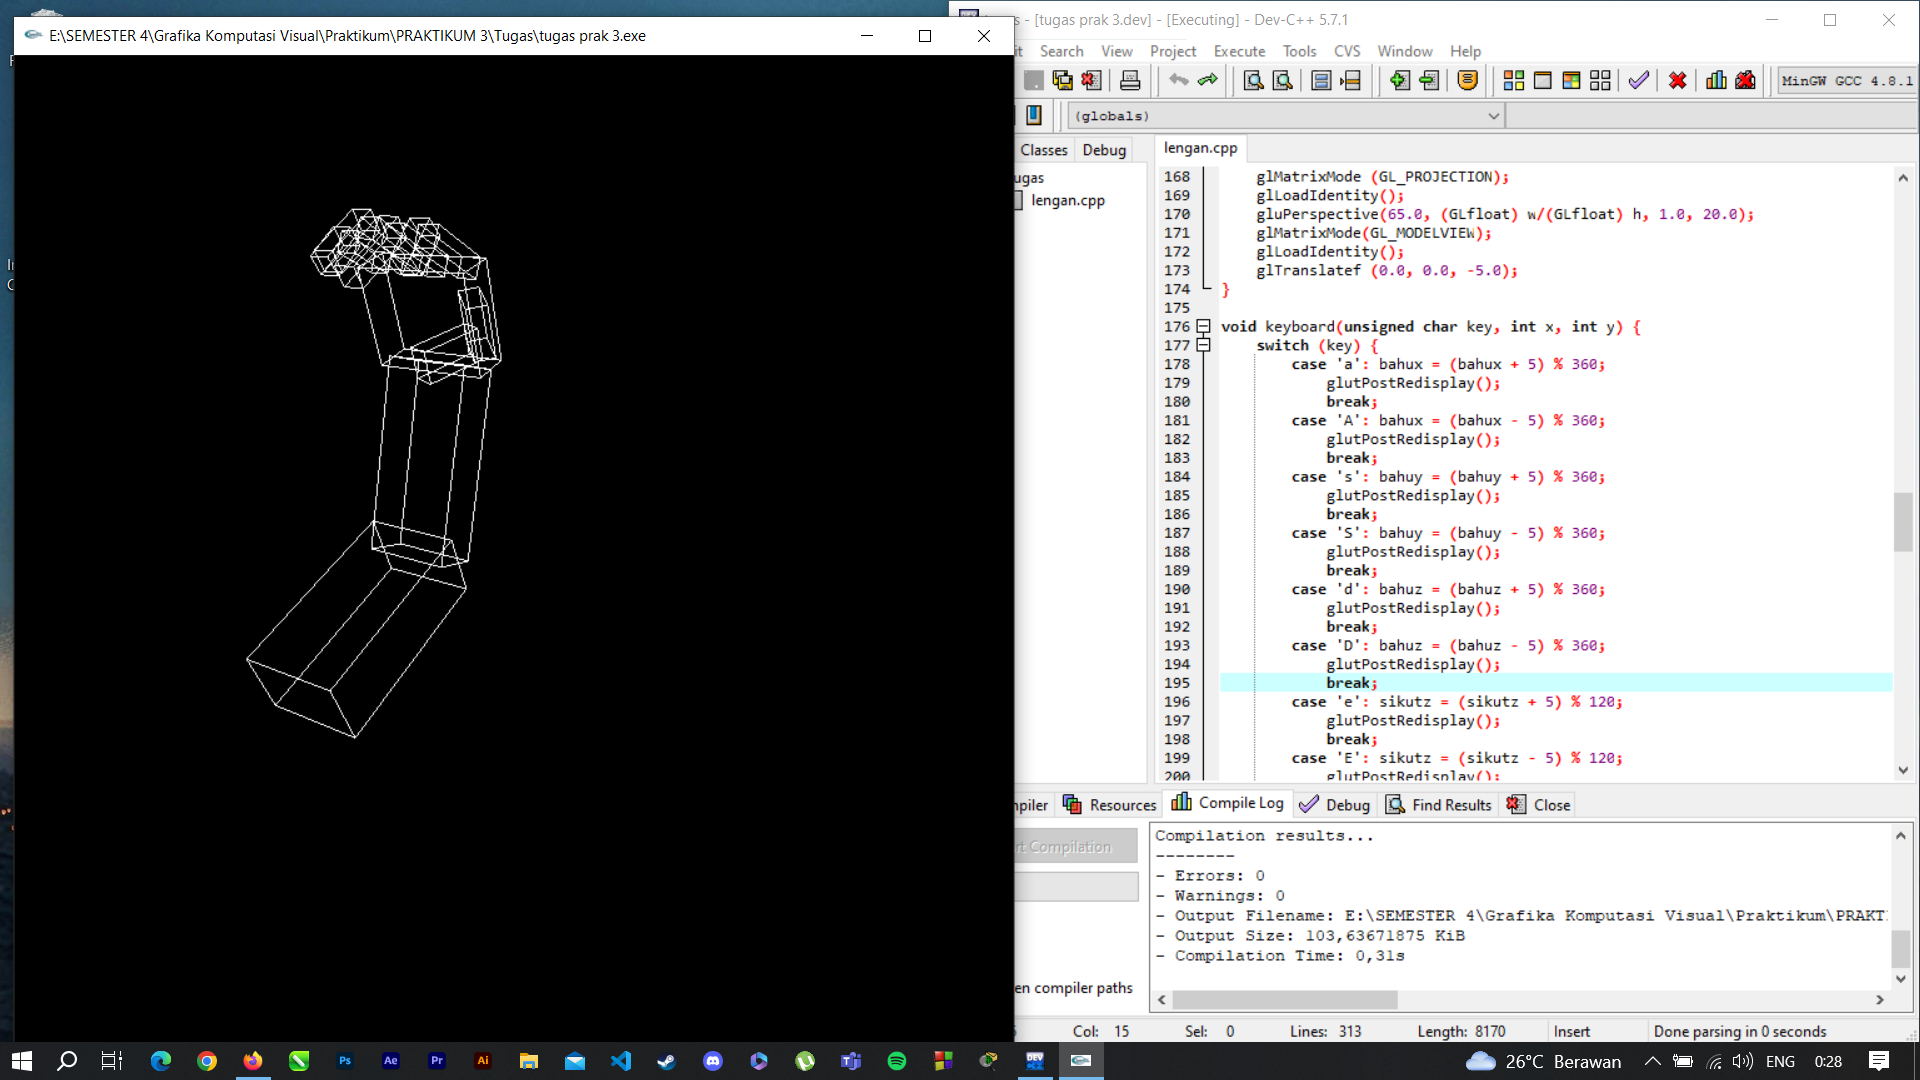 E:\SEMESTER 4\Grafika Komputasi Visual\Praktikum\PRAKTIKUM 3\Tugas\tugas prak 3.exe
- [tugas prak 3.dev] - [Executing] - Dev-C++ 5.7.1
Search View Project Execute Tools CVS Window Help
MinGW GCC 4.8.1
(globals)
Classes Debug
lengan.cpp
ugas
lengan.cpp
168 glMatrixMode (GL_PROJECTION);
169 glLoadIdentity();
170 gluPerspective(65.0, (GLfloat) w/(GLfloat) h, 1.0, 20.0);
171 glMatrixMode(GL_MODELVIEW);
172 glLoadIdentity();
173 glTranslatef (0.0, 0.0, -5.0);
174 }
175
176 void keyboard(unsigned char key, int x, int y) {
177 switch (key) {
178 case 'a': bahux = (bahux + 5) % 360;
179 glutPostRedisplay();
180 break;
181 case 'A': bahux = (bahux - 5) % 360;
182 glutPostRedisplay();
183 break;
184 case 's': bahuy = (bahuy + 5) % 360;
185 glutPostRedisplay();
186 break;
187 case 'S': bahuy = (bahuy - 5) % 360;
188 glutPostRedisplay();
189 break;
190 case 'd': bahuz = (bahuz + 5) % 360;
191 glutPostRedisplay();
192 break;
193 case 'D': bahuz = (bahuz - 5) % 360;
194 glutPostRedisplay();
195 break;
196 case 'e': sikutz = (sikutz + 5) % 120;
197 glutPostRedisplay();
198 break;
199 case 'E': sikutz = (sikutz - 5) % 120;
200 glutPostRedisplay();
mpiler Resources Compile Log Debug Find Results Close
rt Compilation
en compiler paths
Compilation results...
--------
- Errors: 0
- Warnings: 0
- Output Filename: E:\SEMESTER 4\Grafika Komputasi Visual\Praktikum\PRAKT
- Output Size: 103,63671875 KiB
- Compilation Time: 0,31s
Col: 15 Sel: 0 Lines: 313 Length: 8170 Insert Done parsing in 0 seconds
Ps Ae Pr Ai DEV
26°C Berawan ENG 0:28